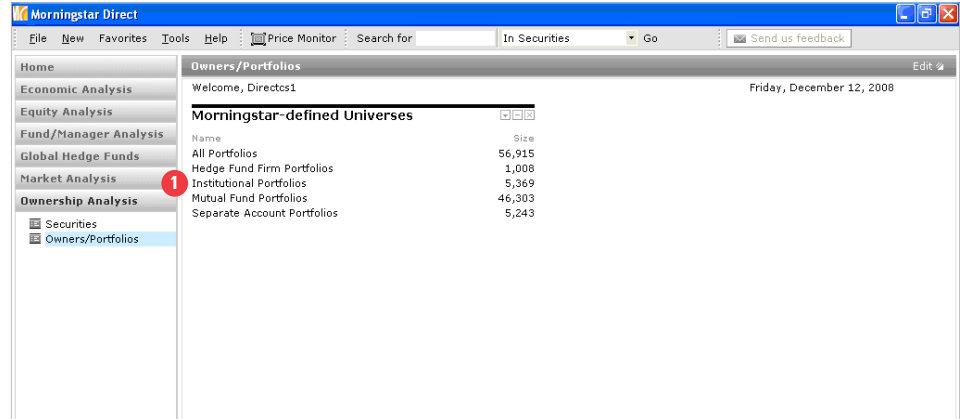 Morningstar Direct
File New Favorites Tools Help Price Monitor Search for In Securities Go Send us feedback
Home
Economic Analysis
Equity Analysis
Fund/Manager Analysis
Global Hedge Funds
Market Analysis
Ownership Analysis
Securities
Owners/Portfolios
1
Owners/Portfolios Edit
Welcome, Directcs1 Friday, December 12, 2008
Morningstar-defined Universes
Name Size
All Portfolios 56,915
Hedge Fund Firm Portfolios 1,008
Institutional Portfolios 5,369
Mutual Fund Portfolios 46,303
Separate Account Portfolios 5,243